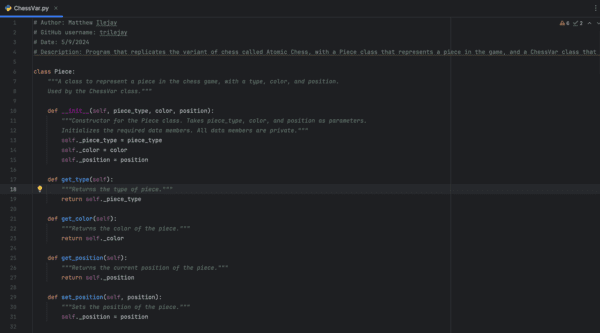 ChessVar.py
6 2
1 # Author: Matthew Ilejay
2 # GitHub username: trilejay
3 # Date: 5/9/2024
4 # Description: Program that replicates the variant of chess called Atomic Chess, with a Piece class that represents a piece in the game, and a ChessVar class that
5
6 class Piece:
7 """A class to represent a piece in the chess game, with a type, color, and position.
8 Used by the ChessVar class."""
9
10 def __init__(self, piece_type, color, position):
11 """Constructor for the Piece class. Takes piece_type, color, and position as parameters.
12 Initializes the required data members. All data members are private."""
13 self._piece_type = piece_type
14 self._color = color
15 self._position = position
16
17 def get_type(self):
18 """Returns the type of piece."""
19 return self._piece_type
20
21 def get_color(self):
22 """Returns the color of the piece."""
23 return self._color
24
25 def get_position(self):
26 """Returns the current position of the piece."""
27 return self._position
28
29 def set_position(self, position):
30 """Sets the position of the piece."""
31 self._position = position
32